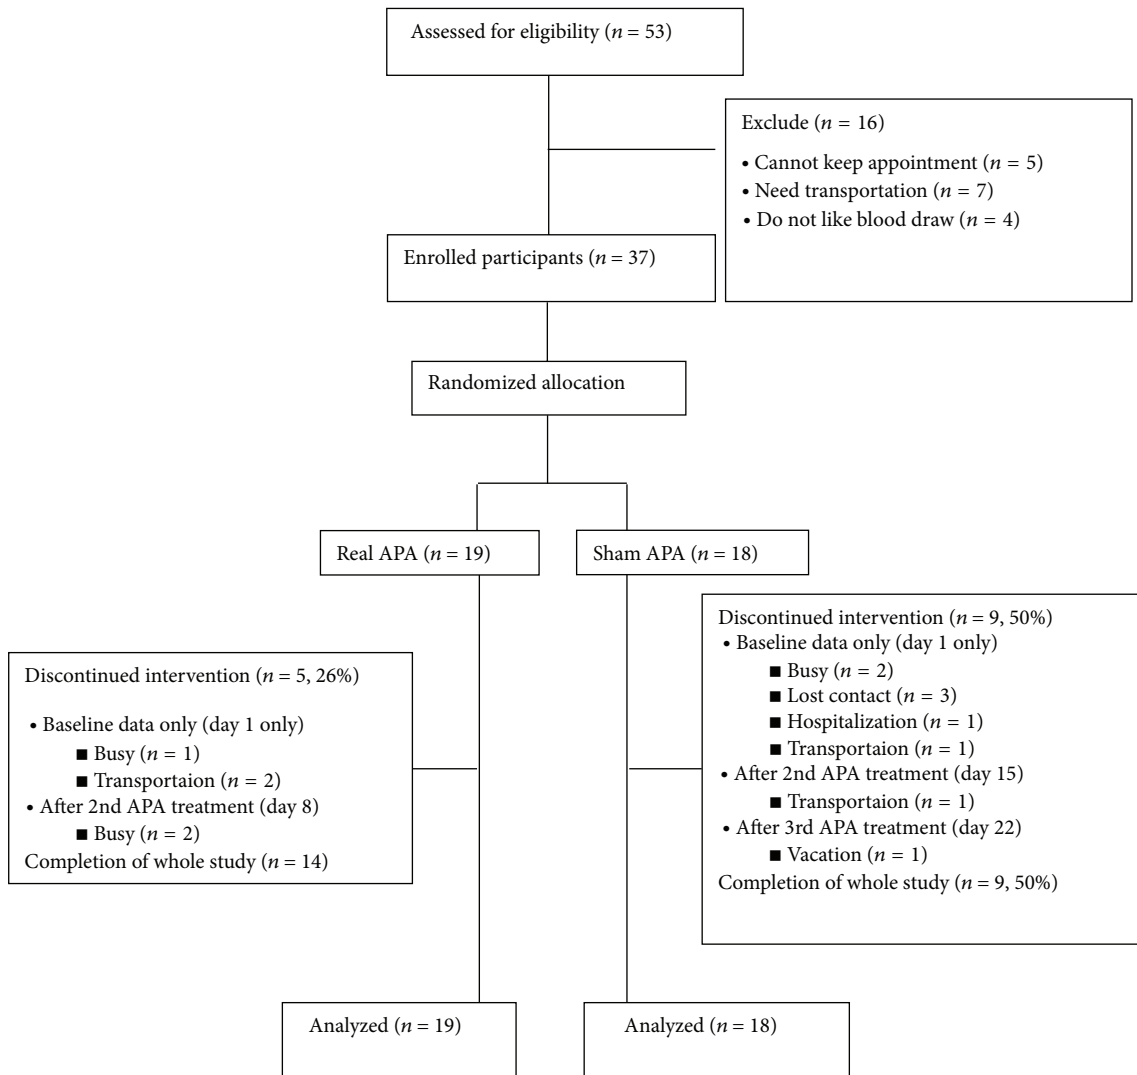 Assessed for eligibility (n = 53)
Exclude (n = 16)
• Cannot keep appointment (n = 5)
• Need transportation (n = 7)
• Do not like blood draw (n = 4)
Enrolled participants (n = 37)
Randomized allocation
Real APA (n = 19)
Sham APA (n = 18)
Discontinued intervention (n = 5, 26%)
• Baseline data only (day 1 only)
■ Busy (n = 1)
■ Transportaion (n = 2)
• After 2nd APA treatment (day 8)
■ Busy (n = 2)
Completion of whole study (n = 14)
Discontinued intervention (n = 9, 50%)
• Baseline data only (day 1 only)
■ Busy (n = 2)
■ Lost contact (n = 3)
■ Hospitalization (n = 1)
■ Transportaion (n = 1)
• After 2nd APA treatment (day 15)
■ Transportaion (n = 1)
• After 3rd APA treatment (day 22)
■ Vacation (n = 1)
Completion of whole study (n = 9, 50%)
Analyzed (n = 19)
Analyzed (n = 18)